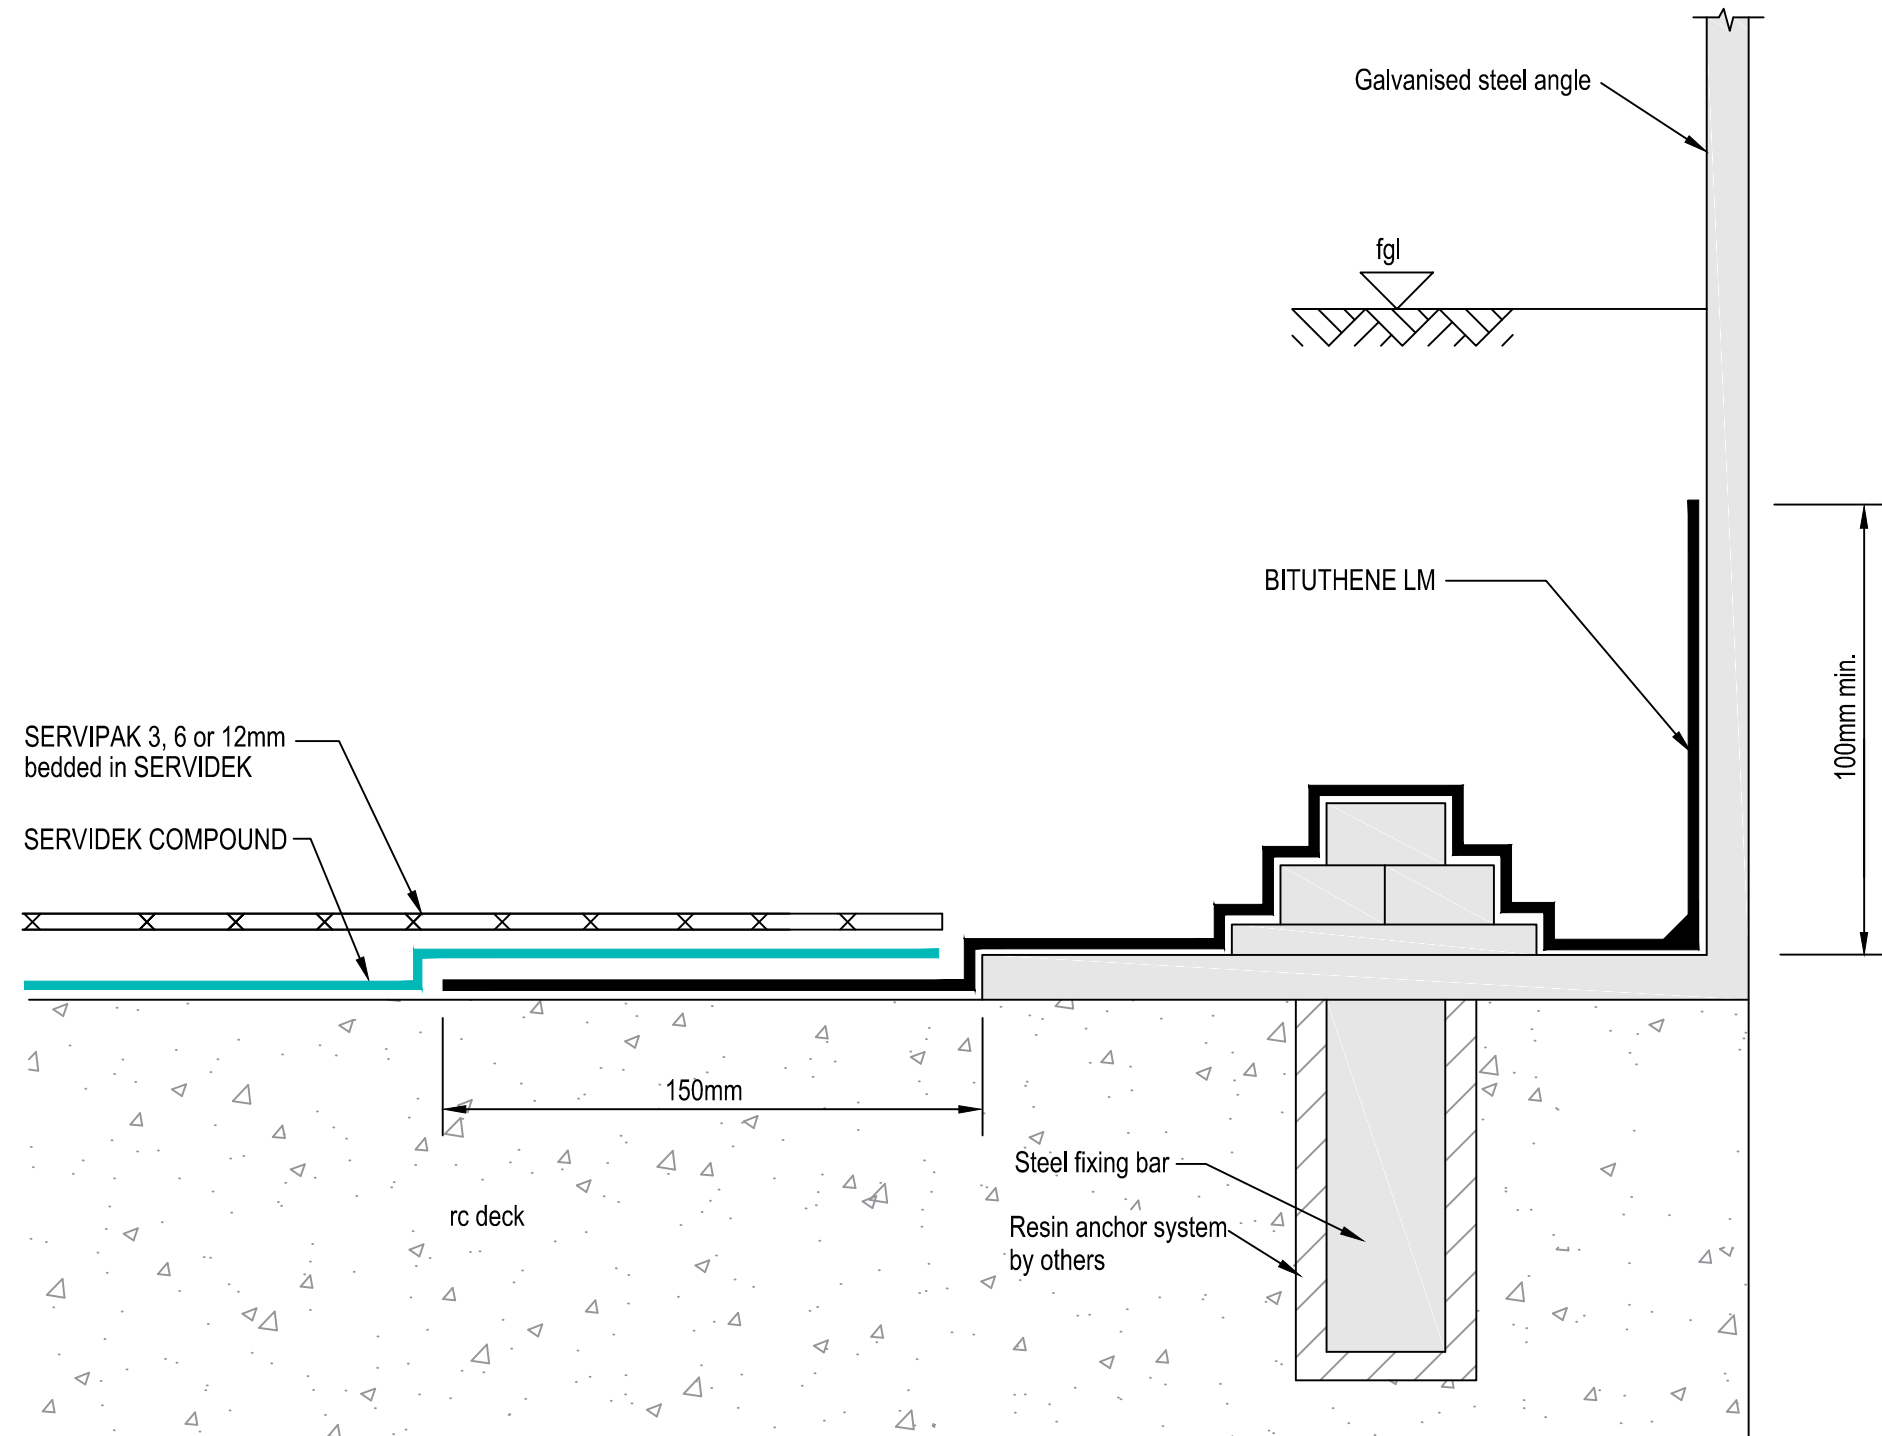 Galvanised steel angle
fgl
BITUTHENE LM
100mm min.
SERVIPAK 3, 6 or 12mm
bedded in SERVIDEK
SERVIDEK COMPOUND
150mm
Steel fixing bar
Resin anchor system
by others
rc deck